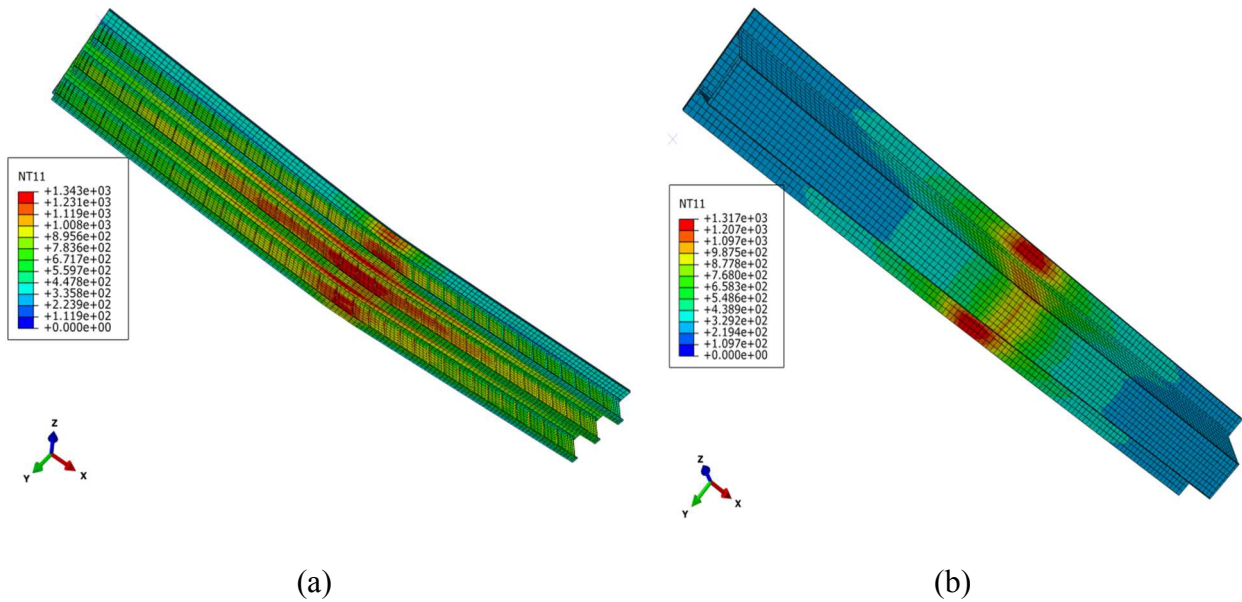 NT11
+1.343e+03
+1.231e+03
+1.119e+03
+1.008e+03
+8.956e+02
+7.836e+02
+6.717e+02
+5.597e+02
+4.478e+02
+3.358e+02
+2.239e+02
+1.119e+02
+0.000e+00
Z
Y
X
(a)
X
NT11
+1.317e+03
+1.207e+03
+1.097e+03
+9.875e+02
+8.778e+02
+7.680e+02
+6.583e+02
+5.486e+02
+4.389e+02
+3.292e+02
+2.194e+02
+1.097e+02
+0.000e+00
Z
Y
X
(b)